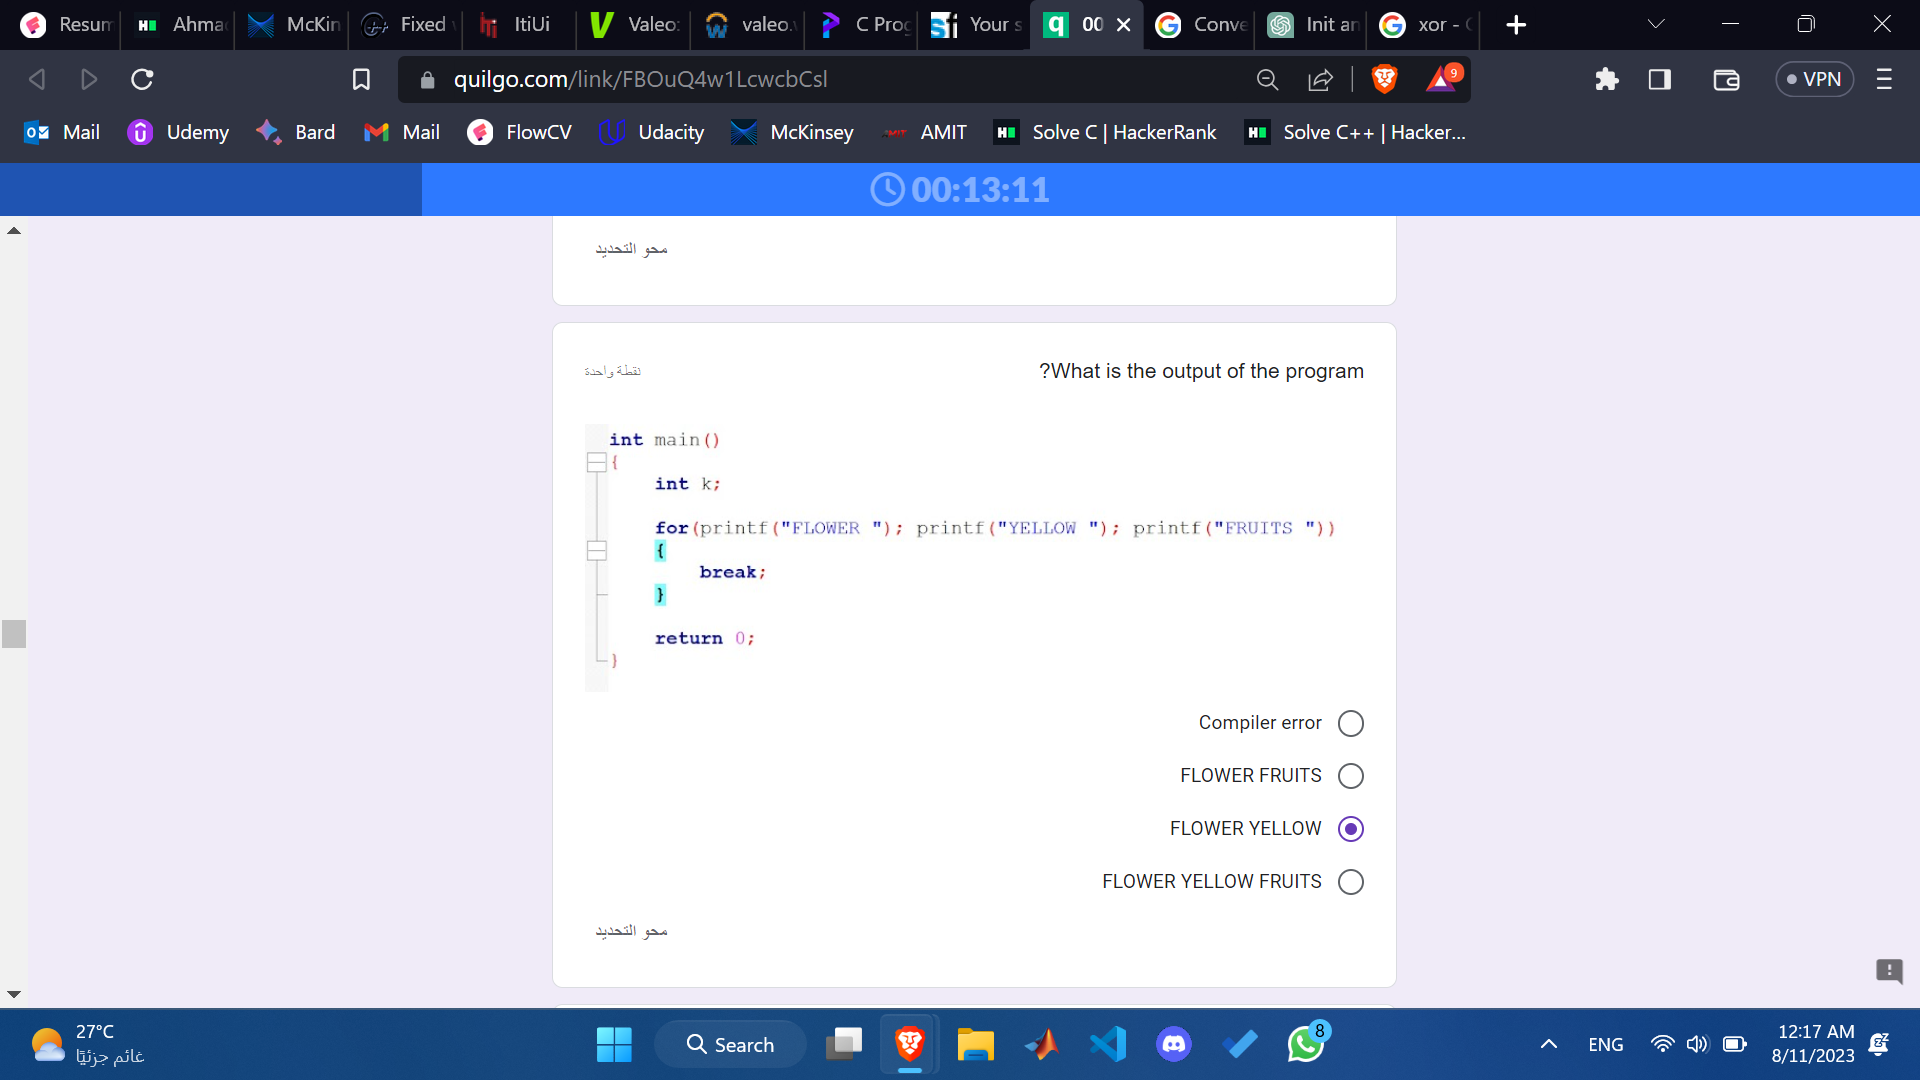 Resum
Ahma
McKin
Fixed
ItiUi
Valeo:
valeo.
C Prog
Your s
00
Conve
Init an
xor -
quilgo.com/link/FBOuQ4w1LcwcbCsl
9
VPN
Mail
Udemy
Bard
Mail
FlowCV
Udacity
McKinsey
AMIT
Solve C | HackerRank
Solve C++ | Hacker...
00:13:11
محو التحديد
?What is the output of the program
نقطة واحدة
int main()
{
int k;
for(printf("FLOWER "); printf("YELLOW "); printf("FRUITS "))
{
break;
}
return 0;
}
Compiler error
FLOWER FRUITS
FLOWER YELLOW
FLOWER YELLOW FRUITS
محو التحديد
27°C
غائم جزئيًا
Search
8
ENG
12:17 AM
8/11/2023